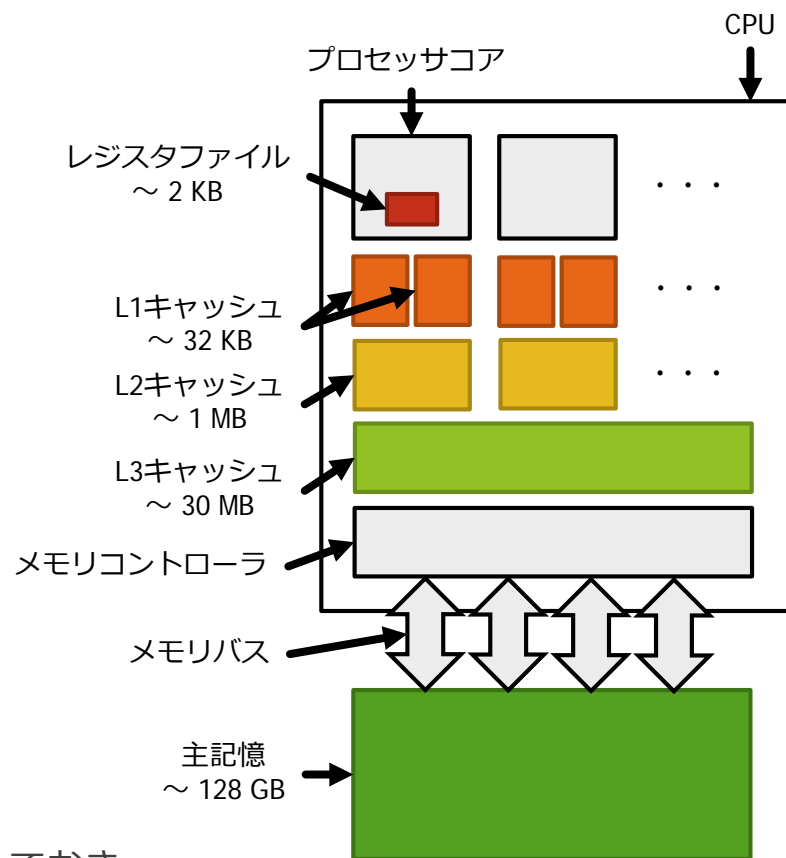 CPU
プロセッサコア
レジスタファイル
～ 2 KB
・・・
L1キャッシュ
～ 32 KB
・・・
L2キャッシュ
～ 1 MB
・・・
L3キャッシュ
～ 30 MB
メモリコントローラ
メモリバス
主記憶
～ 128 GB